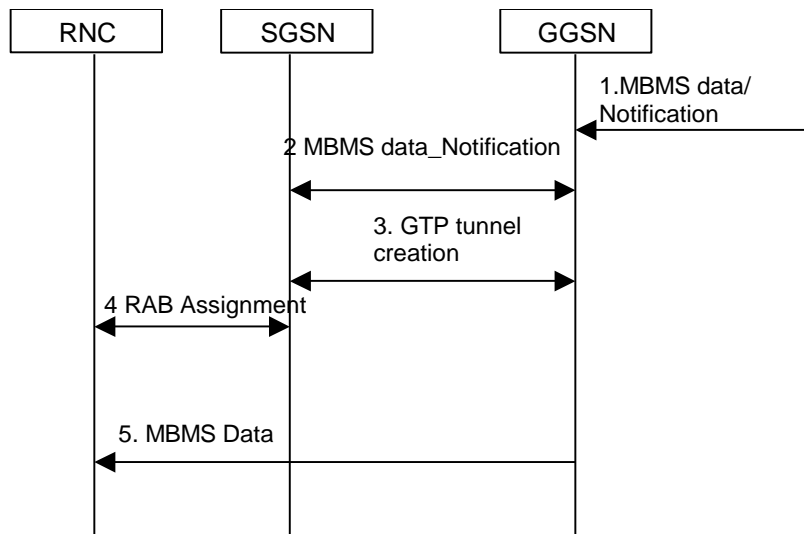 RNC
SGSN
GGSN
1.MBMS data/
Notification
2 MBMS data_Notification
3. GTP tunnel
creation
4 RAB Assignment
5. MBMS Data